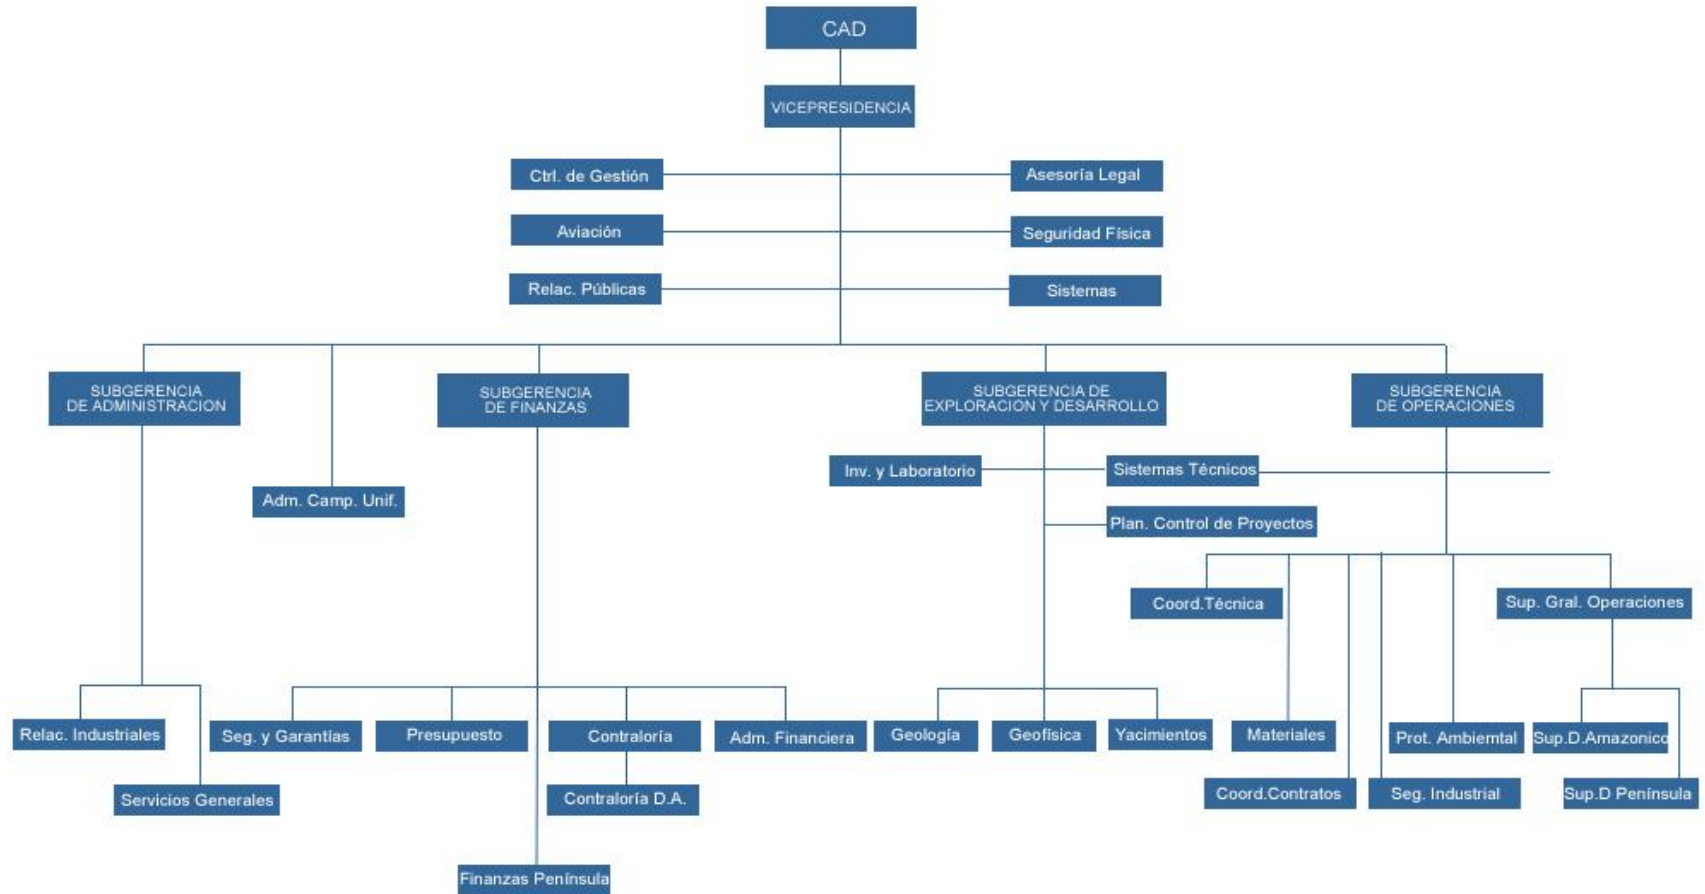 CAD
VICEPRESIDENCIA
Ctrl. de Gestión
Asesoría Legal
Aviación
Seguridad Física
Relac. Públicas
Sistemas
SUBGERENCIA
DE ADMINISTRACION
SUBGERENCIA
DE FINANZAS
SUBGERENCIA DE
EXPLORACION Y DESARROLLO
SUBGERENCIA
DE OPERACIONES
Inv. y Laboratorio
Sistemas Técnicos
Adm. Camp. Unif.
Plan. Control de Proyectos
Coord.Técnica
Sup. Gral. Operaciones
Relac. Industriales
Seg. y Garantías
Presupuesto
Contraloría
Adm. Financiera
Geología
Geofísica
Yacimientos
Materiales
Prot. Ambiemtal
Sup.D.Amazonico
Servicios Generales
Contraloría D.A.
Coord.Contratos
Seg. Industrial
Sup.D Península
Finanzas Península